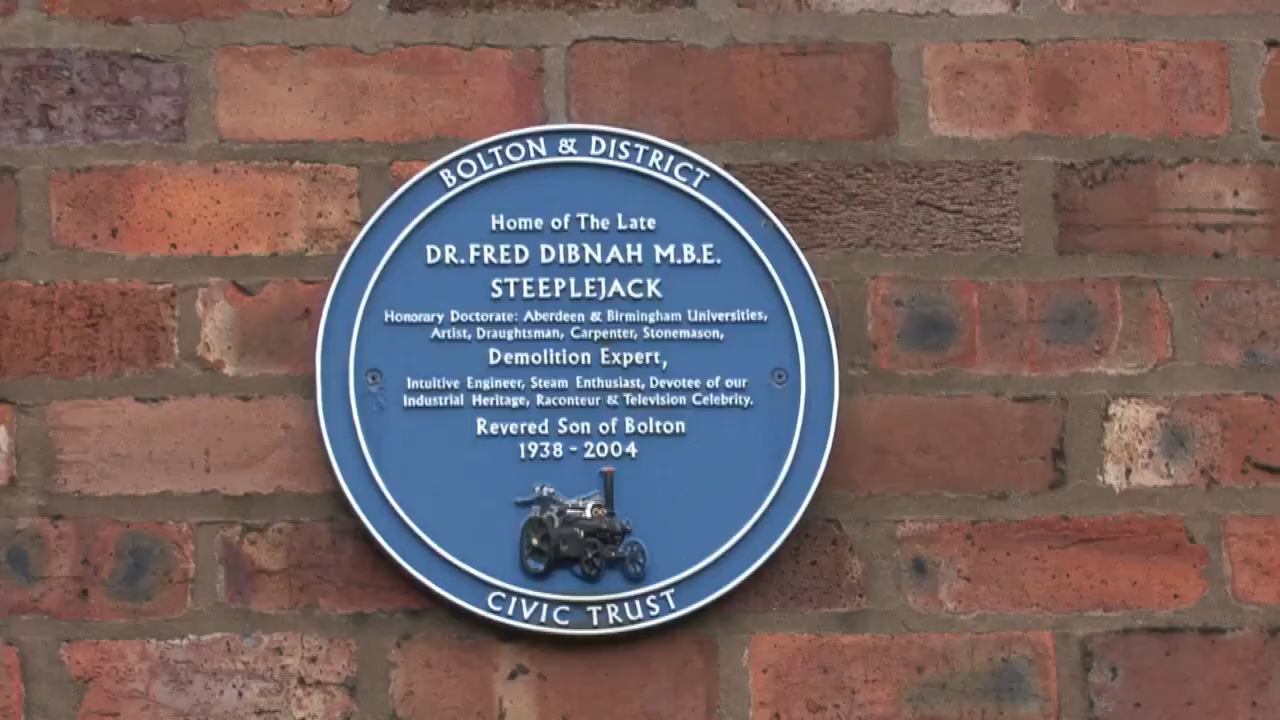 BOLTON & DISTRICT
Home of The Late
DR. FRED DIBNAH M.B.E.
STEEPLEJACK
Honorary Doctorate: Aberdeen & Birmingham Universities,
Artist, Draughtsman, Carpenter, Stonemason,
Demolition Expert,
Intuitive Engineer, Steam Enthusiast, Devotee of our
Industrial Heritage, Raconteur & Television Celebrity.
Revered Son of Bolton
1938 - 2004
CIVIC TRUST